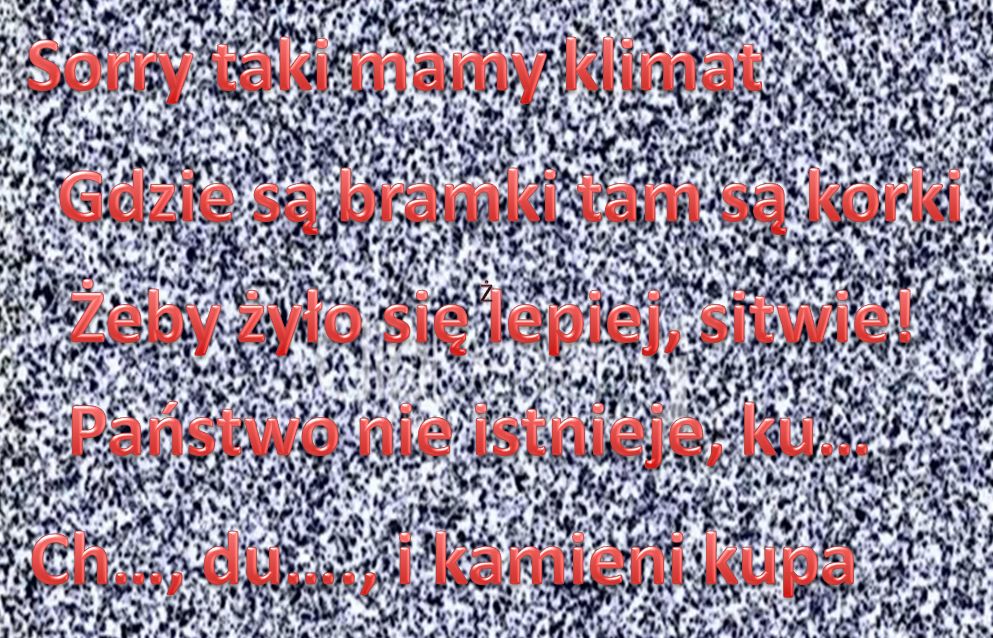 Sorry taki mamy klimat
Gdzie są bramki tam są korki
ż
Żeby żyło się lepiej, sitwie!
Państwo nie istnieje, ku...
Ch..., du...., i kamieni kupa